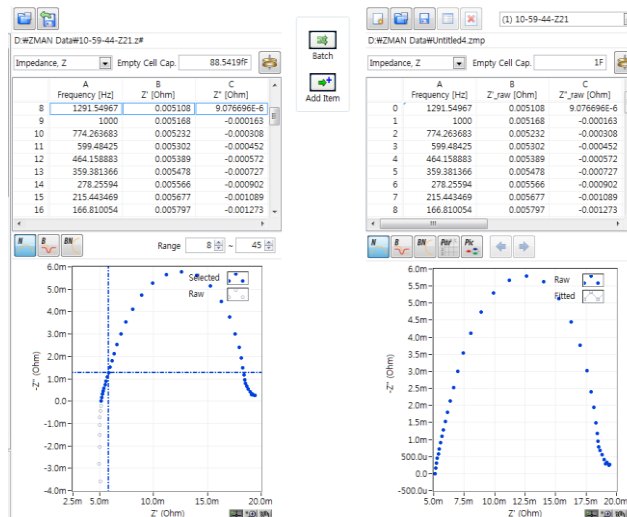 (1) 10-59-44-Z21
D:₩ZMAN Data₩10-59-44-Z21.z#
D:₩ZMAN Data₩Untitled4.zmp
Impedance, Z Empty Cell Cap. 88.5419fF
Batch
Add Item
Impedance, Z Empty Cell Cap. 1F
A B C
Frequency [Hz] Z' [Ohm] Z" [Ohm]
8 1291.54967 0.005108 9.076696E-6
9 1000 0.005168 -0.000163
10 774.263683 0.005232 -0.000308
11 599.48425 0.005302 -0.000452
12 464.158883 0.005389 -0.000572
13 359.381366 0.005478 -0.000727
14 278.25594 0.005566 -0.000902
15 215.443469 0.005677 -0.001089
16 166.810054 0.005797 -0.001273
A B C
Frequency [Hz] Z'_raw [Ohm] Z"_raw [Ohm]
0 1291.54967 0.005108 9.076696E-6
1 1000 0.005168 -0.000163
2 774.263683 0.005232 -0.000308
3 599.48425 0.005302 -0.000452
4 464.158883 0.005389 -0.000572
5 359.381366 0.005478 -0.000727
6 278.25594 0.005566 -0.000902
7 215.443469 0.005677 -0.001089
8 166.810054 0.005797 -0.001273
N B BN Range 8 ~ 45
N B BN Par Pic
6.0m
5.0m
4.0m
3.0m
2.0m
1.0m
0.0
-1.0m
-2.0m
-3.0m
-4.0m
-Z" (Ohm)
Selected
Raw
2.5m 5.0m 10.0m 15.0m 20.0m
Z' (Ohm)
6.0m
5.5m
5.0m
4.5m
4.0m
3.5m
3.0m
2.5m
2.0m
1.5m
1.0m
500.0u
0.0
-500.0u
-Z" (Ohm)
Raw
Fitted
5.0m 7.5m 10.0m 12.5m 15.0m 17.5m 20.0m
Z' (Ohm)